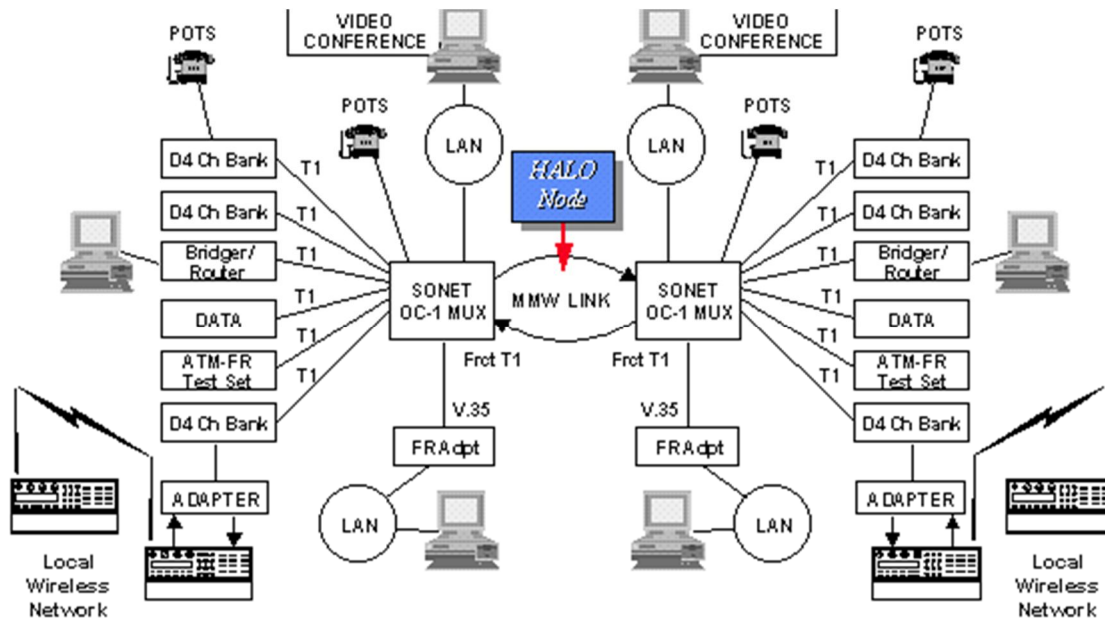 VIDEO
CONFERENCE
VIDEO
CONFERENCE
POTS
POTS
POTS
POTS
LAN
LAN
HALO
Node
D4 Ch Bank
T1
T1
D4 Ch Bank
D4 Ch Bank
T1
T1
D4 Ch Bank
Bridger/
Router
T1
T1
Bridger/
Router
SONET
OC-1 MUX
MMW LINK
SONET
OC-1 MUX
DATA
T1
T1
DATA
ATM-FR
Test Set
T1
Frct T1
Frct T1
T1
ATM-FR
Test Set
D4 Ch Bank
V.35
V.35
D4 Ch Bank
FRAdpt
FRAdpt
ADAPTER
ADAPTER
LAN
LAN
Local
Wireless
Network
Local
Wireless
Network